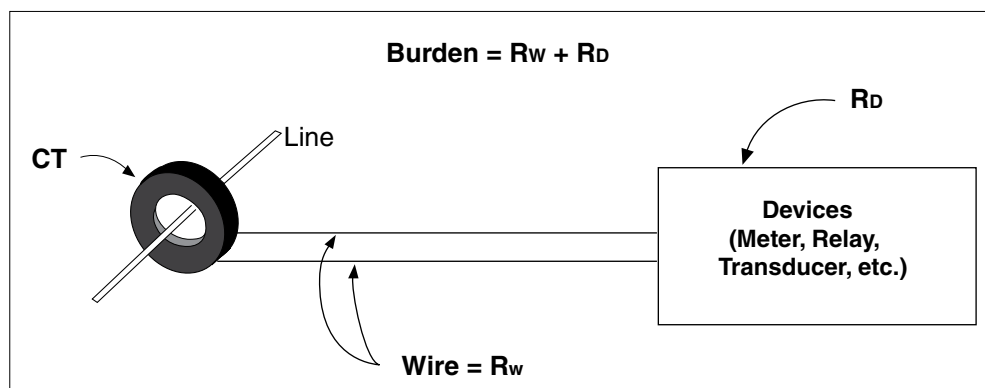 Burden = RW + RD
RD
Line
CT
Devices
(Meter, Relay,
Transducer, etc.)
Wire = RW